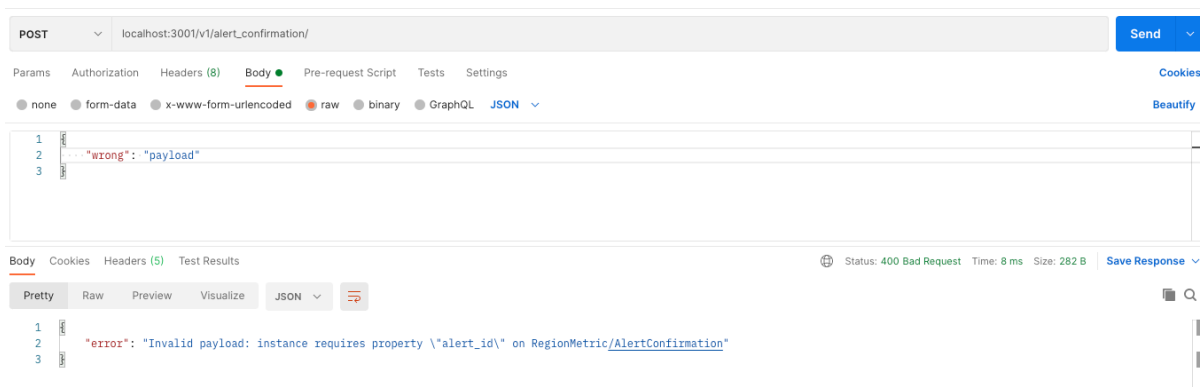 POST localhost:3001/v1/alert_confirmation/ Send
Params Authorization Headers (8) Body Pre-request Script Tests Settings Cookies
none form-data x-www-form-urlencoded raw binary GraphQL JSON Beautify
1 {
2 "wrong": "payload"
3 }
Body Cookies Headers (5) Test Results Status: 400 Bad Request Time: 8 ms Size: 282 B Save Response
Pretty Raw Preview Visualize JSON
1 {
2 "error": "Invalid payload: instance requires property \"alert_id\" on RegionMetric/AlertConfirmation"
3 }